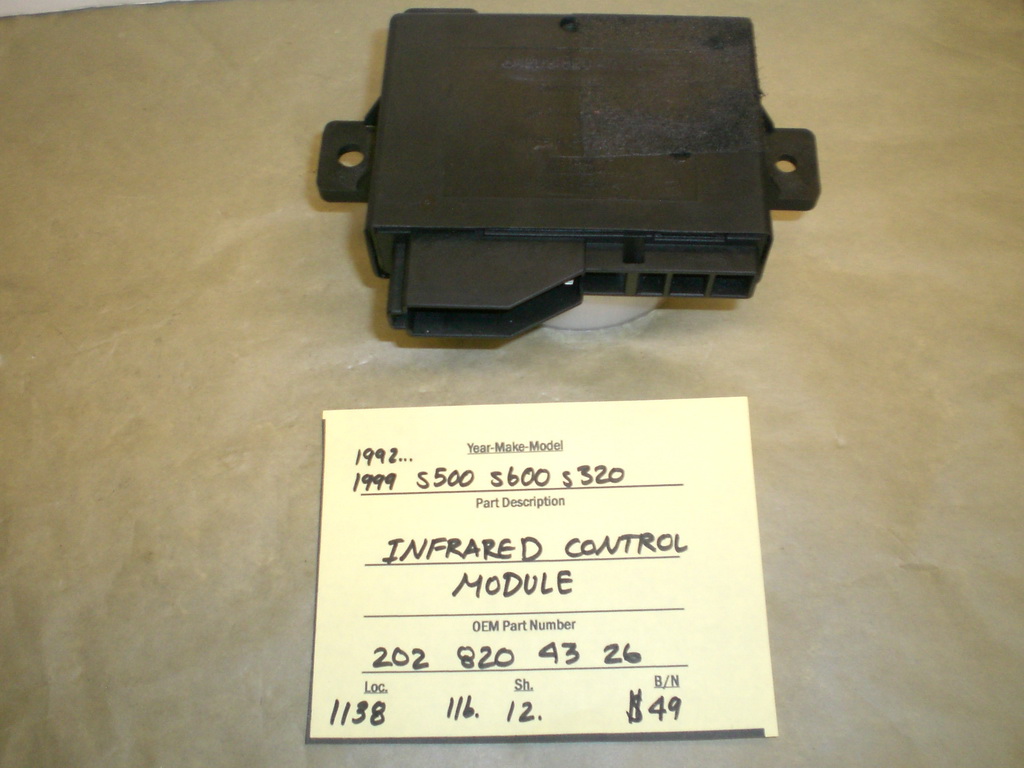 Year-Make-Model
1992...
1999 S500 S600 S320
Part Description
INFRARED CONTROL
MODULE
OEM Part Number
202 820 43 26
Loc. Sh. B/N
1138 116. 12. $49